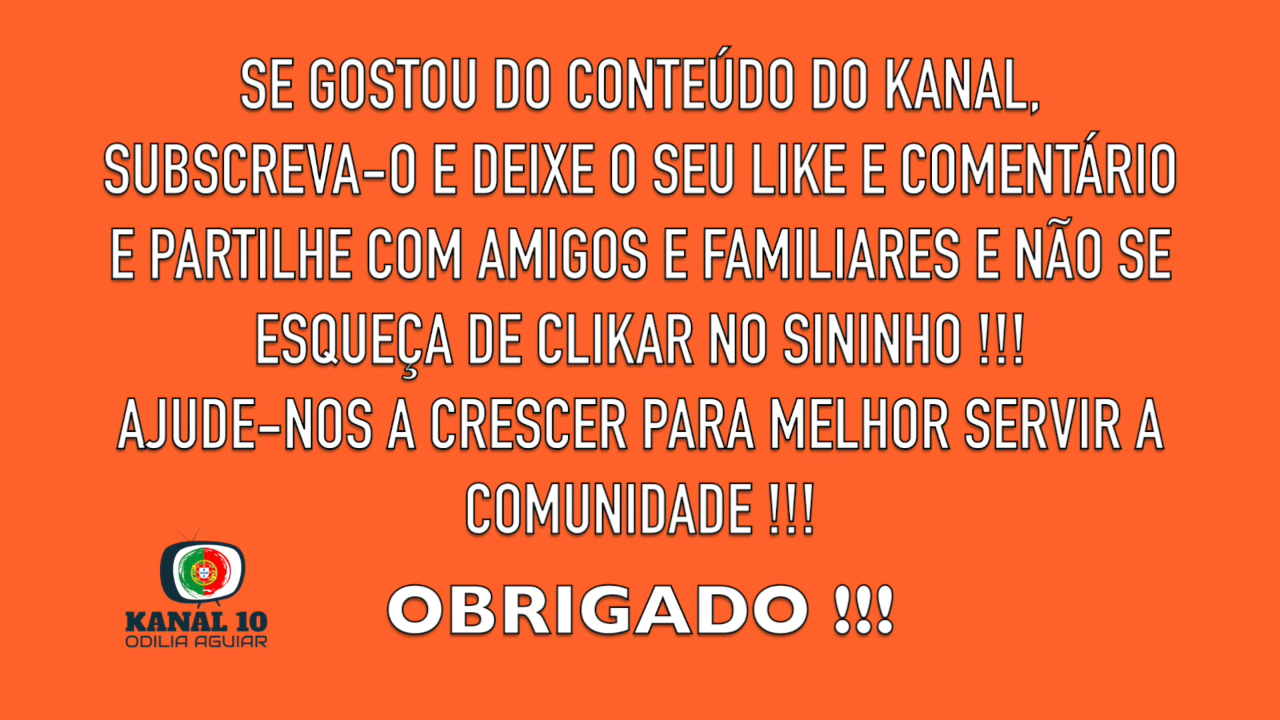 SE GOSTOU DO CONTEÚDO DO KANAL,
SUBSCREVA-O E DEIXE O SEU LIKE E COMENTÁRIO
E PARTILHE COM AMIGOS E FAMILIARES E NÃO SE
ESQUEÇA DE CLIKAR NO SININHO !!!
AJUDE-NOS A CRESCER PARA MELHOR SERVIR A
COMUNIDADE !!!
OBRIGADO !!!
KANAL 10
ODILIA AGUIAR